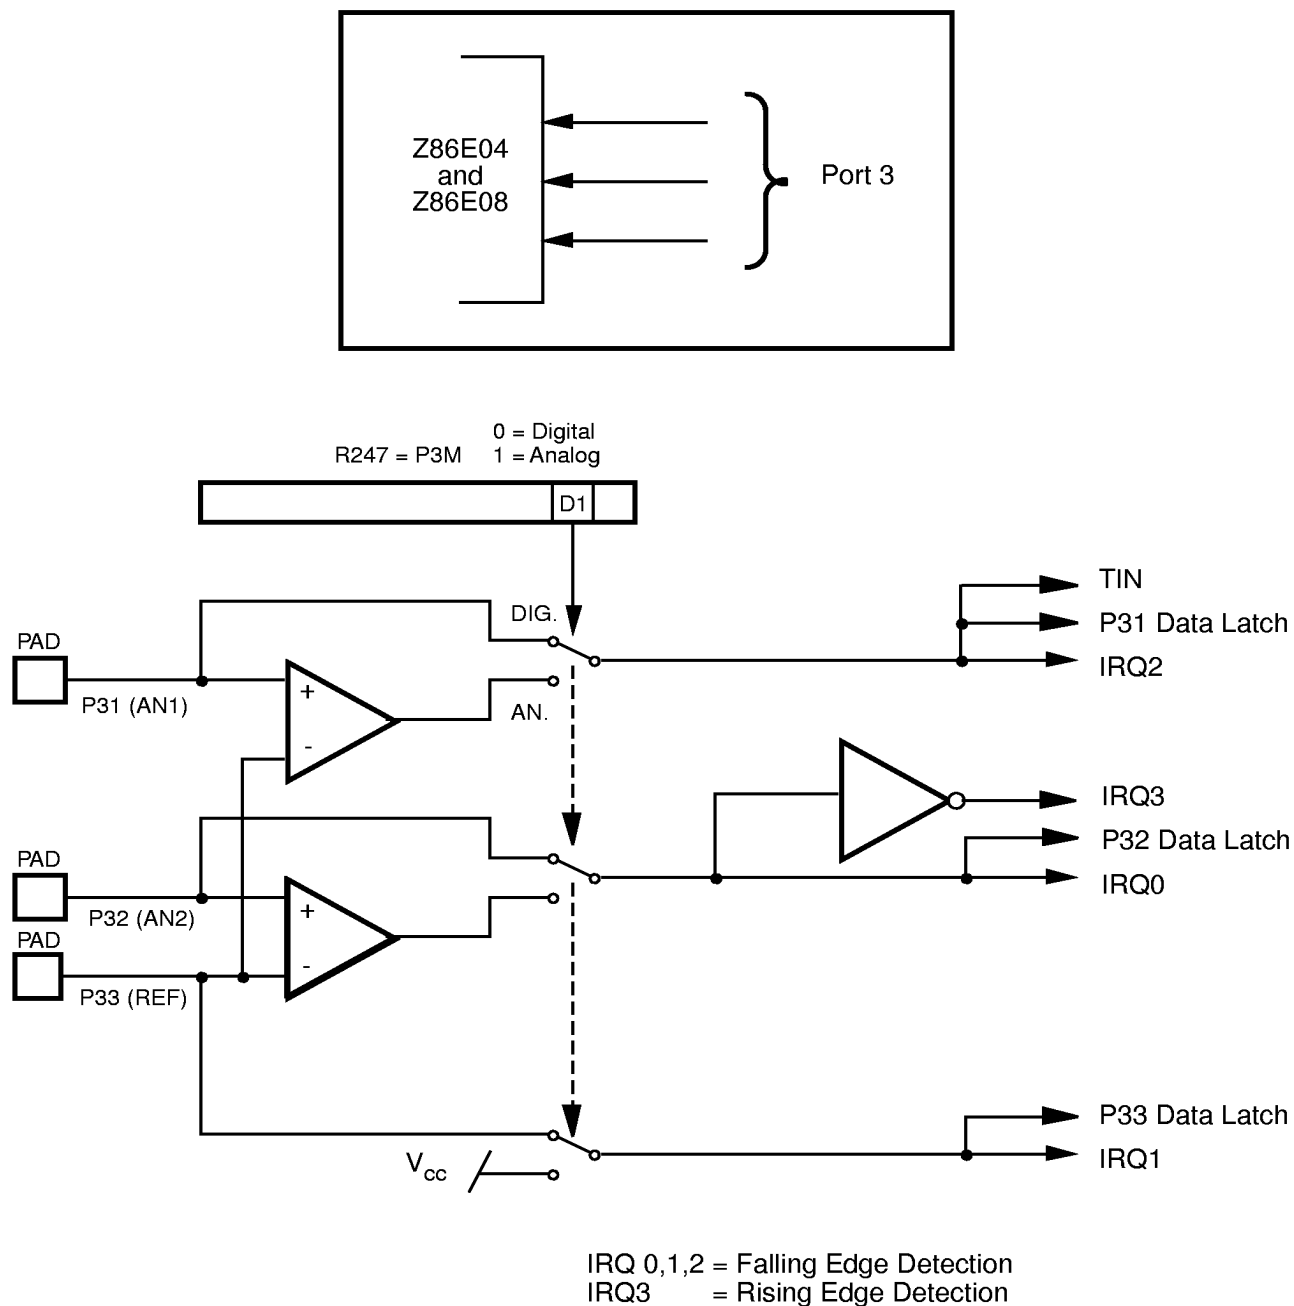 Z86E04
and
Z86E08
Port 3
0 = Digital
R247 = P3M 1 = Analog
D1
DIG.
TIN
P31 Data Latch
IRQ2
PAD
P31 (AN1)
+
-
AN.
IRQ3
P32 Data Latch
IRQ0
PAD
P32 (AN2)
+
-
PAD
P33 (REF)
P33 Data Latch
IRQ1
VCC
IRQ 0,1,2 = Falling Edge Detection
IRQ3 = Rising Edge Detection